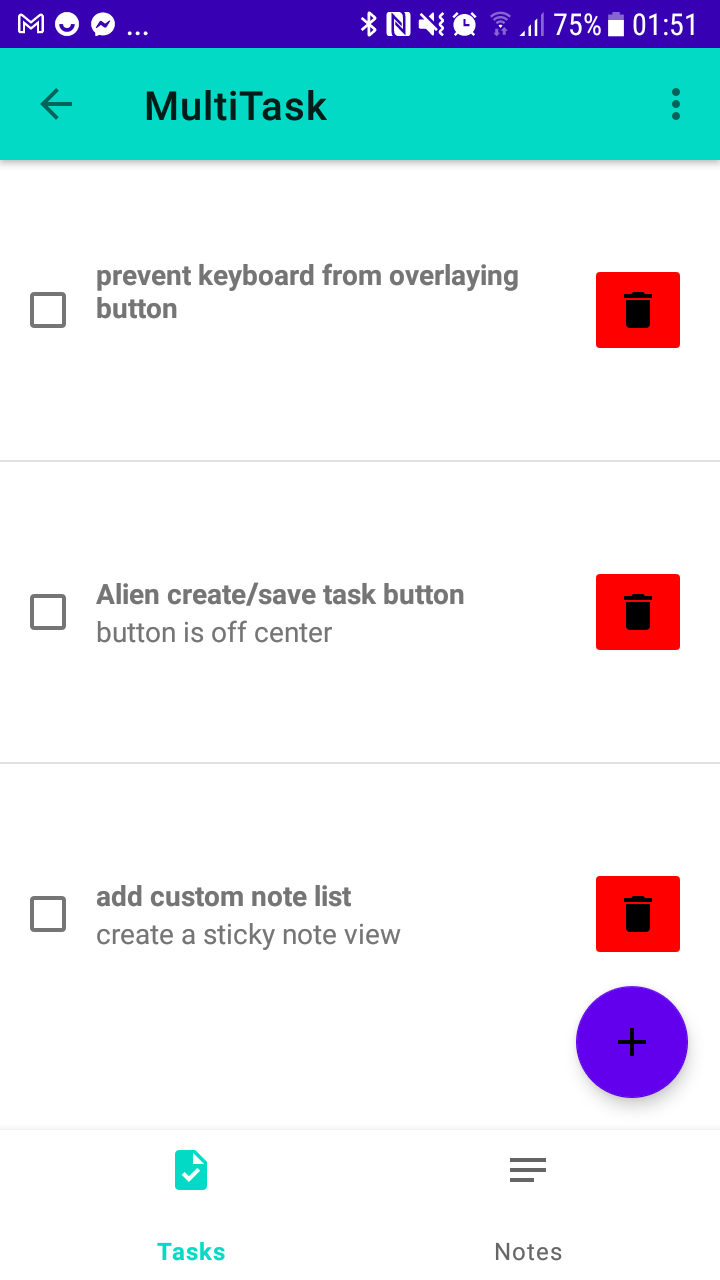 ... 75% 01:51
MultiTask
prevent keyboard from overlaying
button
Alien create/save task button
button is off center
add custom note list
create a sticky note view
Tasks Notes